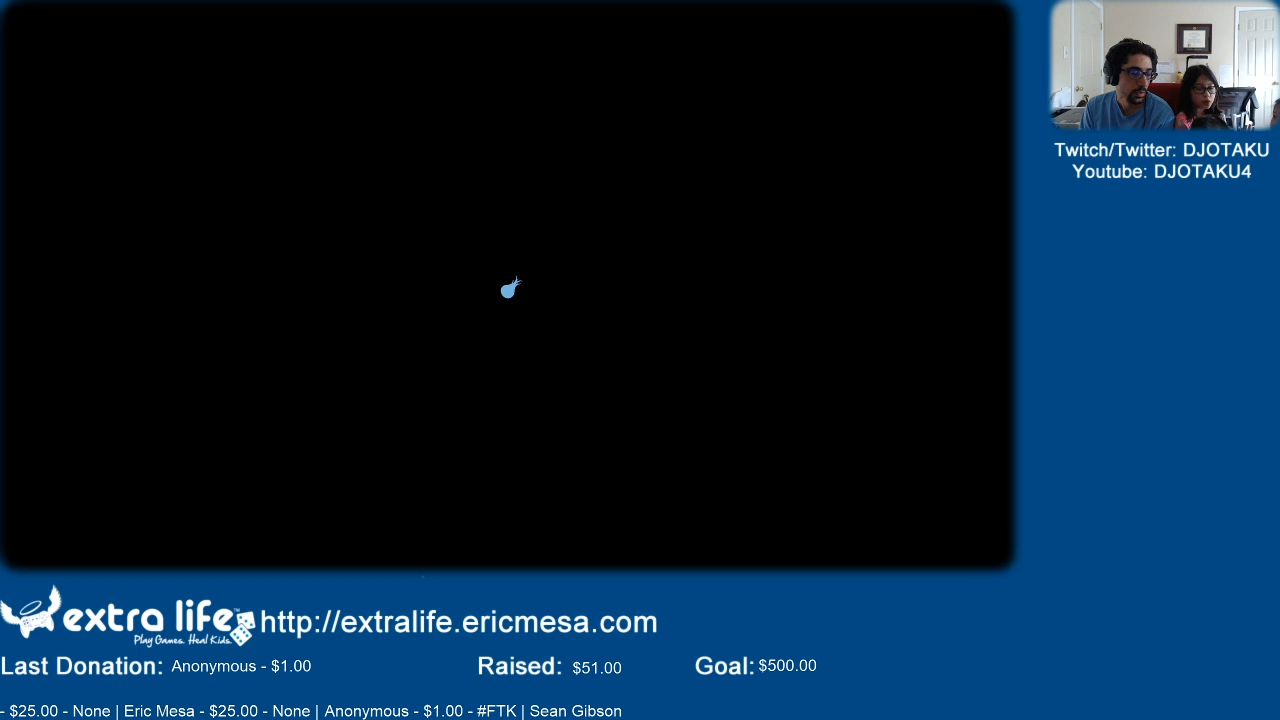 Twitch/Twitter: DJOTAKU
Youtube: DJOTAKU4
extra life
Play Games. Heal Kids.
http://extralife.ericmesa.com
Last Donation: Anonymous - $1.00 Raised: $51.00 Goal: $500.00
- $25.00 - None | Eric Mesa - $25.00 - None | Anonymous - $1.00 - #FTK | Sean Gibson